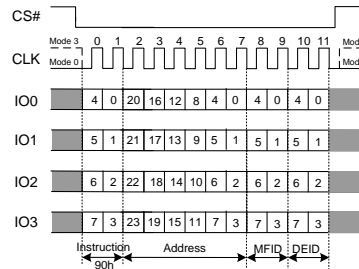 CS#
Mode 3 0 1 2 3 4 5 6 7 8 9 10 11 Mod
CLK
Mode 0 Mod
IO0 4 0 20 16 12 8 4 0 4 0 4 0
IO1 5 1 21 17 13 9 5 1 5 1 5 1
IO2 6 2 22 18 14 10 6 2 6 2 6 2
IO3 7 3 23 19 15 11 7 3 7 3 7 3
Instruction Address MFID DEID
90h